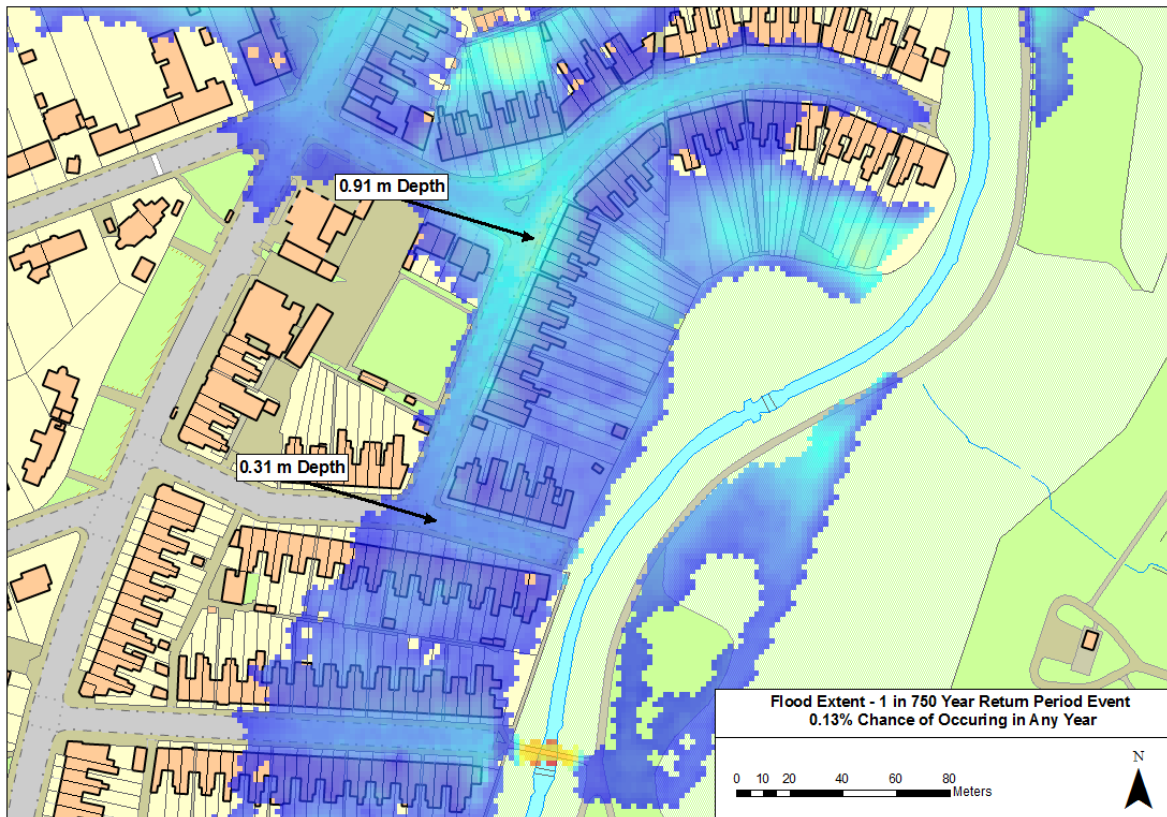 0.91 m Depth
0.31 m Depth
Flood Extent - 1 in 750 Year Return Period Event
0.13% Chance of Occuring in Any Year
N
0 10 20 40 60 80
Meters